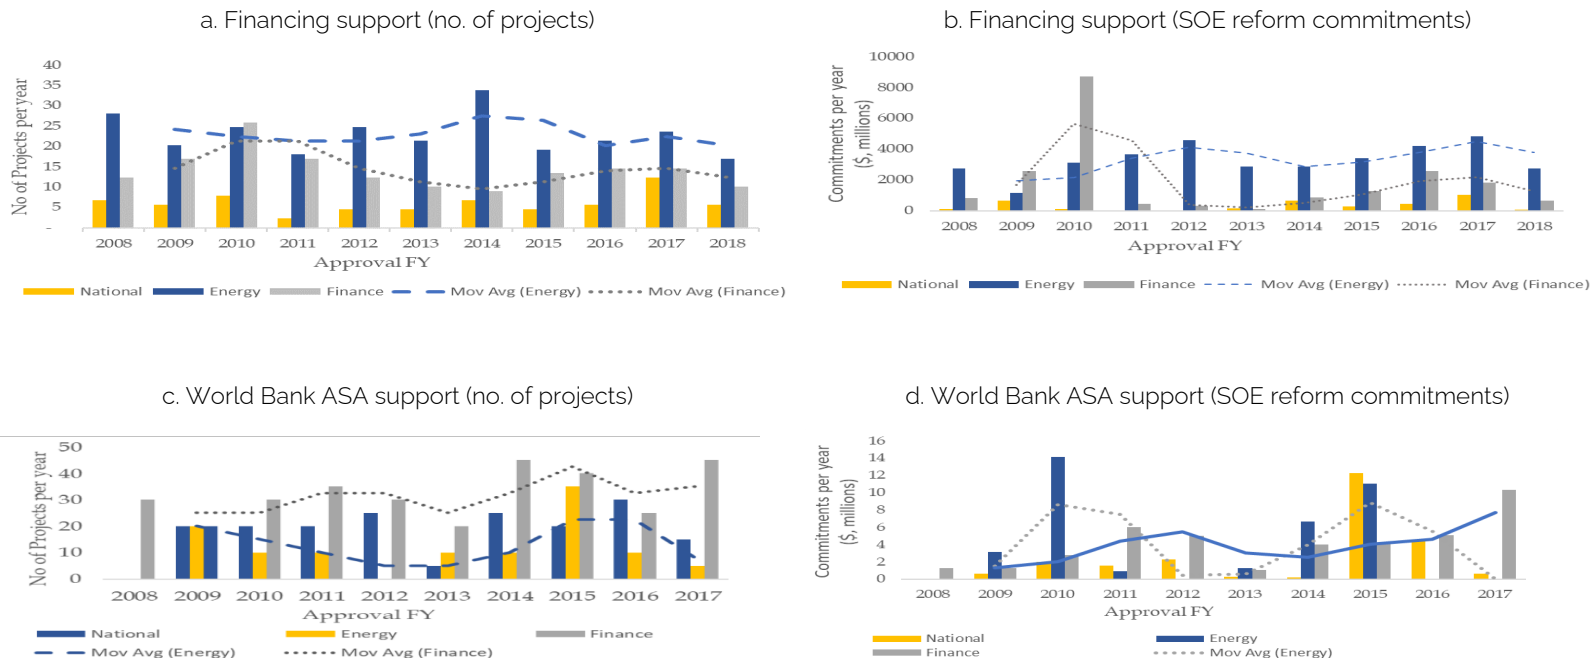 a. Financing support (no. of projects)
No of Projects per year
40
35
30
25
20
15
10
5
-
2008 2009 2010 2011 2012 2013 2014 2015 2016 2017 2018
Approval FY
National Energy Finance Mov Avg (Energy) Mov Avg (Finance)
b. Financing support (SOE reform commitments)
Commitments per year
($, millions)
10000
8000
6000
4000
2000
0
2008 2009 2010 2011 2012 2013 2014 2015 2016 2017 2018
Approval FY
National Energy Finance Mov Avg (Energy) Mov Avg (Finance)
c. World Bank ASA support (no. of projects)
No of Projects per year
50
40
30
20
10
0
2008 2009 2010 2011 2012 2013 2014 2015 2016 2017
Approval FY
National Energy Finance
Mov Avg (Energy) Mov Avg (Finance)
d. World Bank ASA support (SOE reform commitments)
Commitments per year
($, millions)
16
14
12
10
8
6
4
2
0
2008 2009 2010 2011 2012 2013 2014 2015 2016 2017
Approval FY
National Energy
Finance Mov Avg (Energy)